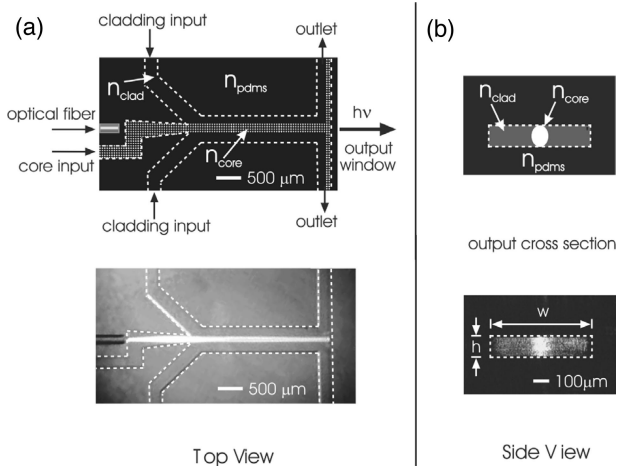 (a)
cladding input
outlet
n_clad
n_pdms
optical fiber
core input
n_core
hν
output
window
500 μm
cladding input
outlet
500 μm
Top View
(b)
n_clad
n_core
n_pdms
output cross section
w
h
100μm
Side View